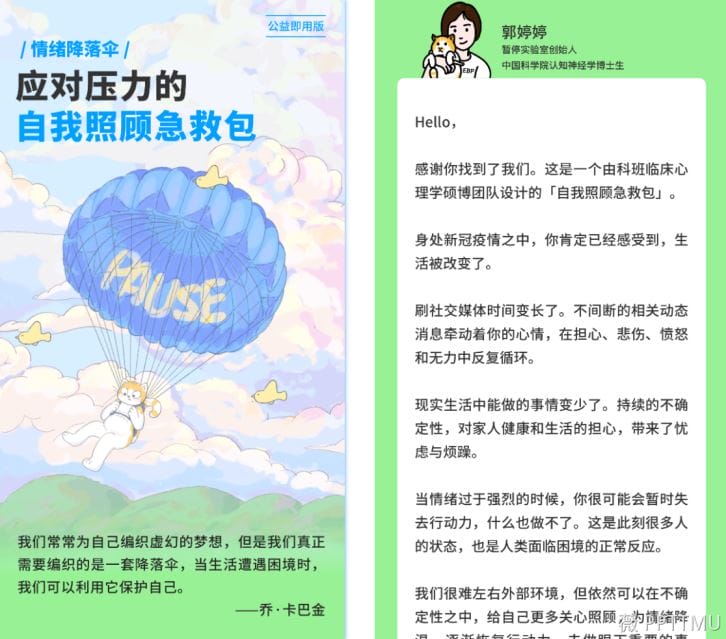 公益即用版
/ 情绪降落伞 /
应对压力的
自我照顾急救包
PAUSE
我们常常为自己编织虚幻的梦想，但是我们真正
需要编织的是一套降落伞，当生活遭遇困境时，
我们可以利用它保护自己。
——乔·卡巴金
郭婷婷
暂停实验室创始人
中国科学院认知神经学博士生
EBP
Hello，
感谢你找到了我们。这是一个由科班临床心
理学硕博团队设计的「自我照顾急救包」。
身处新冠疫情之中，你肯定已经感受到，生
活被改变了。
刷社交媒体时间变长了。不间断的相关动态
消息牵动着你的心情，在担心、悲伤、愤怒
和无力中反复循环。
现实生活中能做的事情变少了。持续的不确
定性，对家人健康和生活的担心，带来了忧
虑与烦躁。
当情绪过于强烈的时候，你很可能会暂时失
去行动力，什么也做不了。这是此刻很多人
的状态，也是人类面临困境的正常反应。
我们很难左右外部环境，但依然可以在不确
定性之中，给自己更多关心照顾，为情绪降